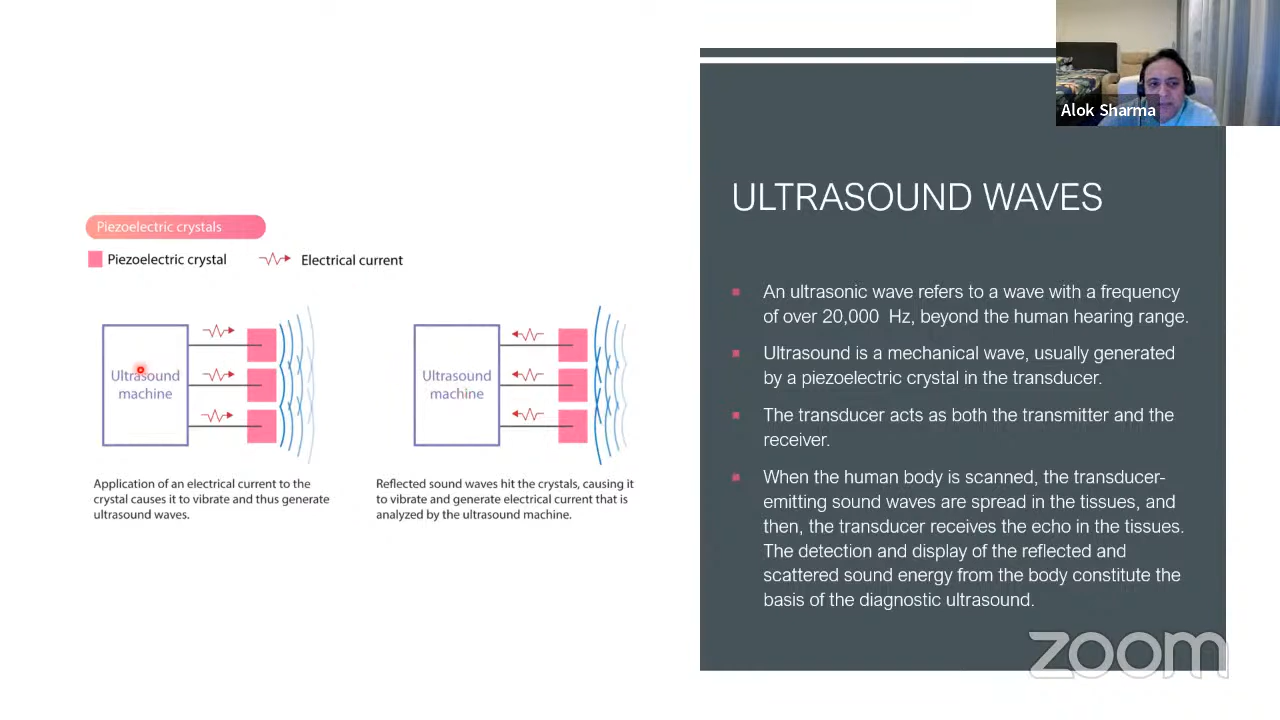 Alok Sharma
Piezoelectric crystals
Piezoelectric crystal
Electrical current
Ultrasound
machine
Ultrasound
machine
Application of an electrical current to the
crystal causes it to vibrate and thus generate
ultrasound waves.
Reflected sound waves hit the crystals, causing it
to vibrate and generate electrical current that is
analyzed by the ultrasound machine.
ULTRASOUND WAVES
An ultrasonic wave refers to a wave with a frequency
of over 20,000 Hz, beyond the human hearing range.
Ultrasound is a mechanical wave, usually generated
by a piezoelectric crystal in the transducer.
The transducer acts as both the transmitter and the
receiver.
When the human body is scanned, the transducer-
emitting sound waves are spread in the tissues, and
then, the transducer receives the echo in the tissues.
The detection and display of the reflected and
scattered sound energy from the body constitute the
basis of the diagnostic ultrasound.
zoom